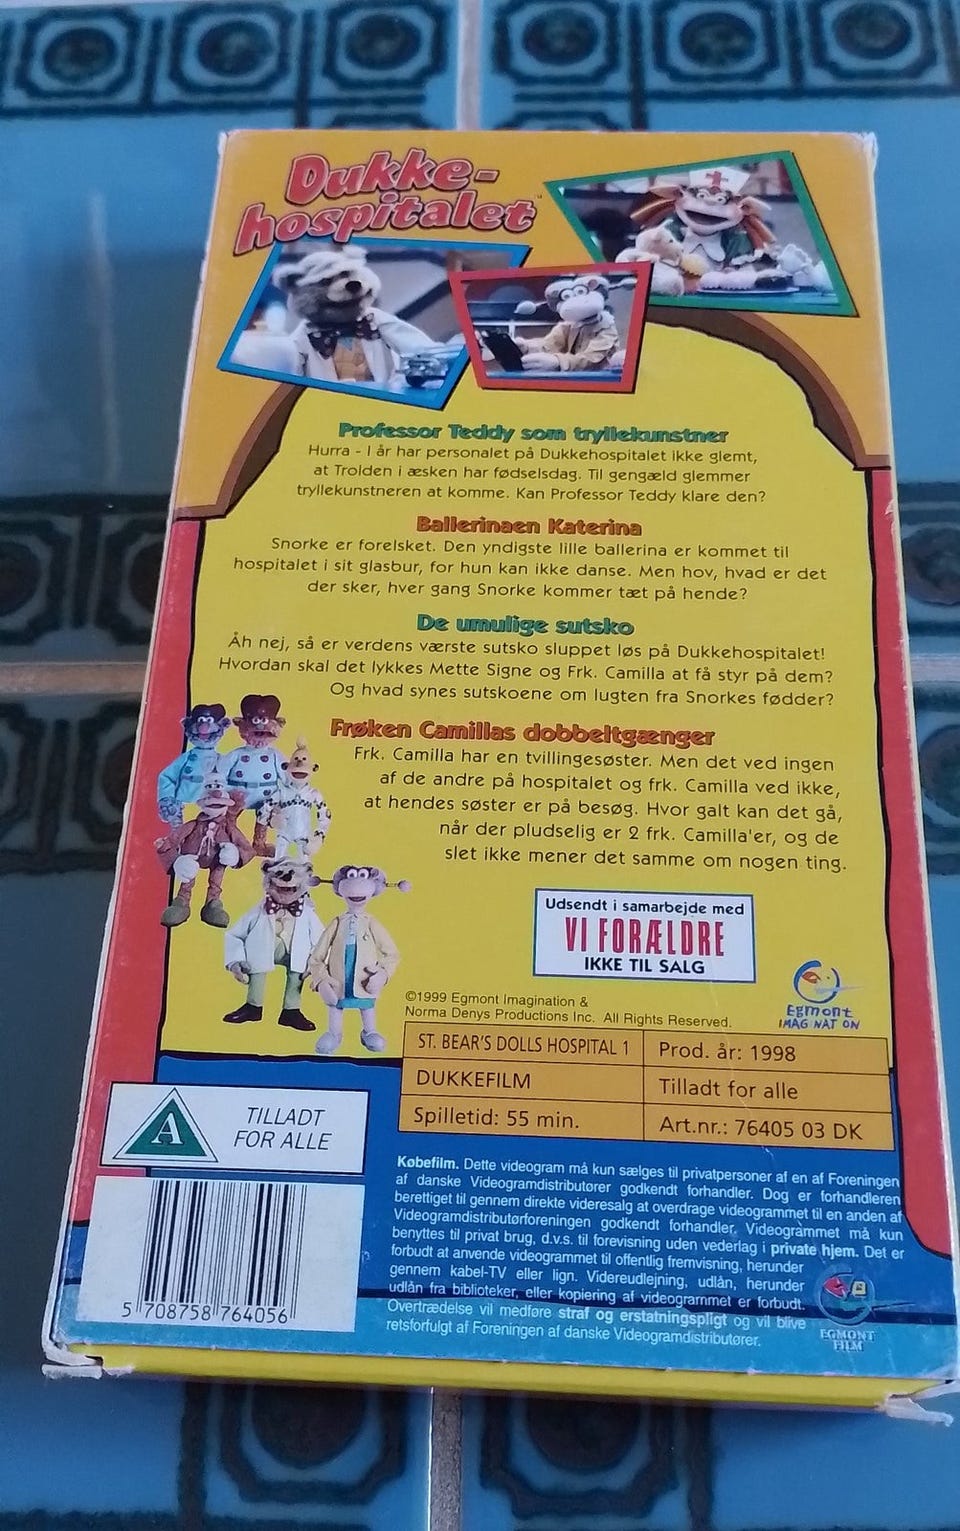 Dukke-
hospitalet™
Professor Teddy som tryllekunstner
Hurra - I år har personalet på Dukkehospitalet ikke glemt,
at Trolden i æsken har fødselsdag. Til gengæld glemmer
tryllekunstneren at komme. Kan Professor Teddy klare den?
Ballerinaen Katerina
Snorke er forelsket. Den yndigste lille ballerina er kommet til
hospitalet i sit glasbur, for hun kan ikke danse. Men hov, hvad er det
der sker, hver gang Snorke kommer tæt på hende?
De umulige sutsko
Åh nej, så er verdens værste sutsko sluppet løs på Dukkehospitalet!
Hvordan skal det lykkes Mette Signe og Frk. Camilla at få styr på dem?
Og hvad synes sutskoene om lugten fra Snorkes fødder?
Frøken Camillas dobbeltgænger
Frk. Camilla har en tvillingesøster. Men det ved ingen
af de andre på hospitalet og frk. Camilla ved ikke,
at hendes søster er på besøg. Hvor galt kan det gå,
når der pludselig er 2 frk. Camilla'er, og de
slet ikke mener det samme om nogen ting.
Udsendt i samarbejde med
VI FORÆLDRE
IKKE TIL SALG
©1999 Egmont Imagination &
Norma Denys Productions Inc. All Rights Reserved.
Egmont
IMAG NAT ON
ST. BEAR'S DOLLS HOSPITAL 1
Prod. år: 1998
DUKKEFILM
Tilladt for alle
Spilletid: 55 min.
Art.nr.: 76405 03 DK
A
TILLADT
FOR ALLE
Købefilm. Dette videogram må kun sælges til privatpersoner af en af Foreningen
af danske Videogramdistributører godkendt forhandler. Dog er forhandleren
berettiget til gennem direkte videresalg at overdrage videogrammet til en anden af
Videogramdistributørforeningen godkendt forhandler. Videogrammet må kun
benyttes til privat brug, d.v.s. til forevisning uden vederlag i private hjem. Det er
forbudt at anvende videogrammet til offentlig fremvisning, herunder
gennem kabel-TV eller lign. Videreudlejning, udlån, herunder
udlån fra biblioteker, eller kopiering af videogrammet er forbudt.
Overtrædelse vil medføre straf og erstatningspligt og vil blive
retsforfulgt af Foreningen af danske Videogramdistributører.
EGMONT
FILM
5 708758 764056